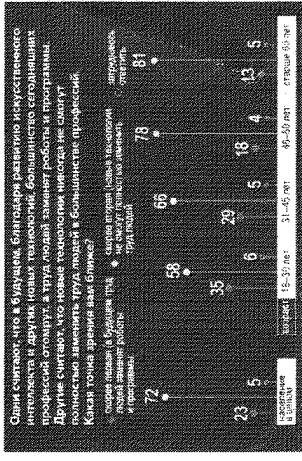 Одни считают, что в будущем, благодаря развитию искусственного
интеллекта и других новых технологий, большинство сегодняшних
профессий отомрут, а труд людей заменят роботы и программы.
Другие считают, что новые технологии никогда не смогут
полностью заменить труд людей в большинстве профессий.
Какая точка зрения вам ближе?
скорее первая (в будущем труд
людей заменят роботы
и программы)
скорее вторая (новые технологии
не смогут полностью заменить
труд людей)
затрудняюсь
ответить
23 72 5
35 58 6
29 66 5
18 78 4
13 81 5
население
в целом
возраст:
18–30 лет
31–45 лет
46–60 лет
старше 60 лет